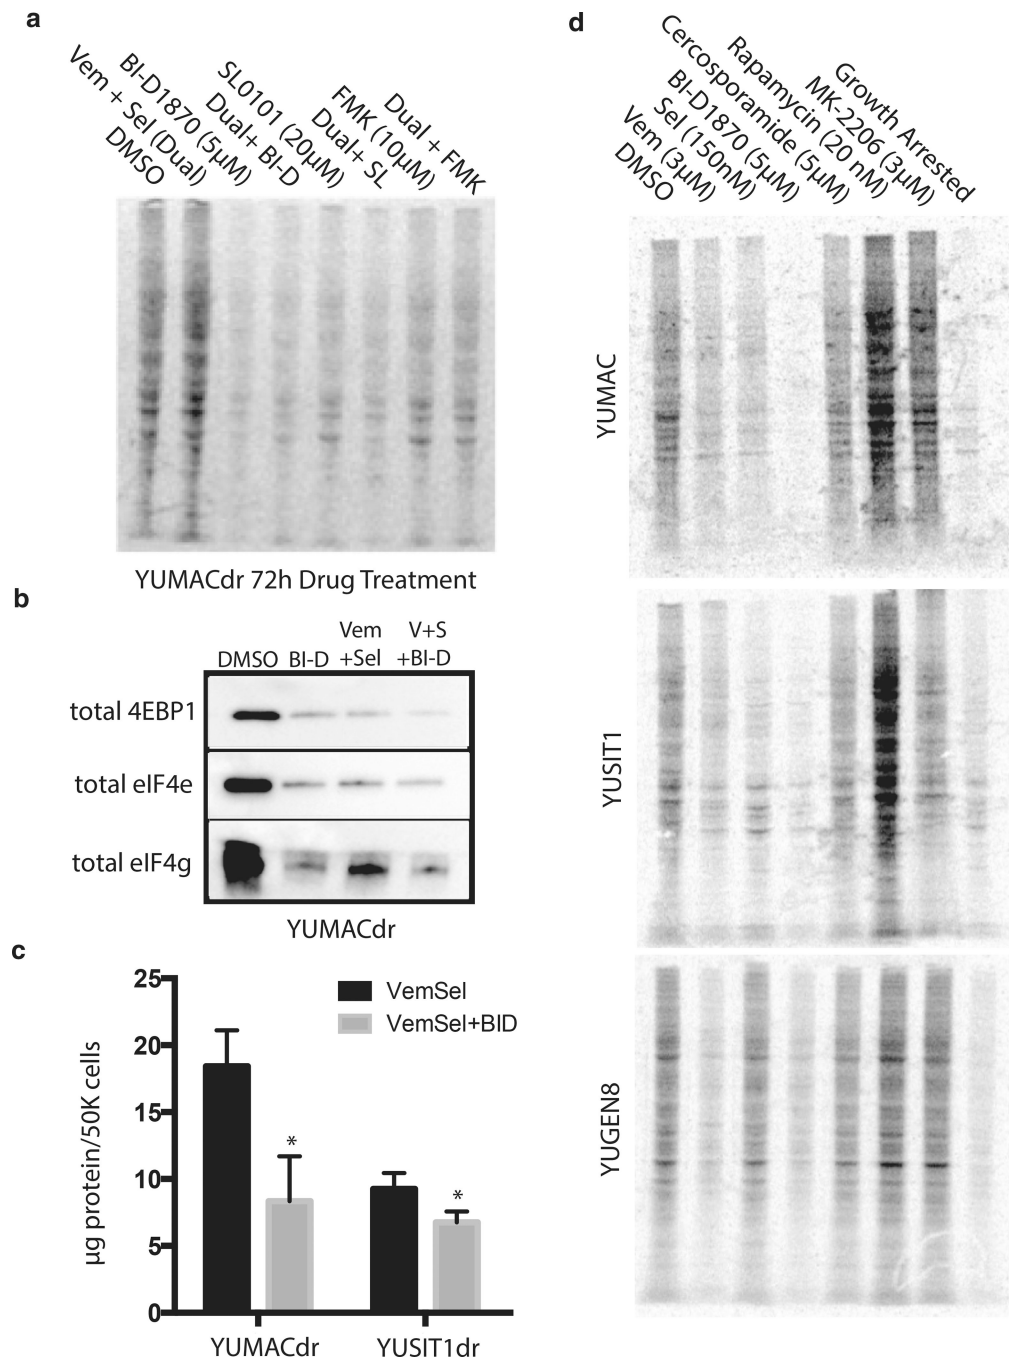 a
DMSO
Vem + Sel (Dual)
BI-D1870 (5µM)
Dual+ BI-D
SL0101 (20µM)
Dual+ SL
FMK (10µM)
Dual + FMK
YUMACdr 72h Drug Treatment
b
DMSO
BI-D
Vem
+Sel
V+S
+BI-D
total 4EBP1
total eIF4e
total eIF4g
YUMACdr
c
25
20
15
10
5
0
µg protein/50K cells
VemSel
VemSel+BID
*
*
YUMACdr
YUSIT1dr
d
DMSO
Vem (3µM)
Sel (150nM)
BI-D1870 (5µM)
Cercosporamide (5µM)
Rapamycin (20 nM)
MK-2206 (3µM)
Growth Arrested
YUMAC
YUSIT1
YUGEN8